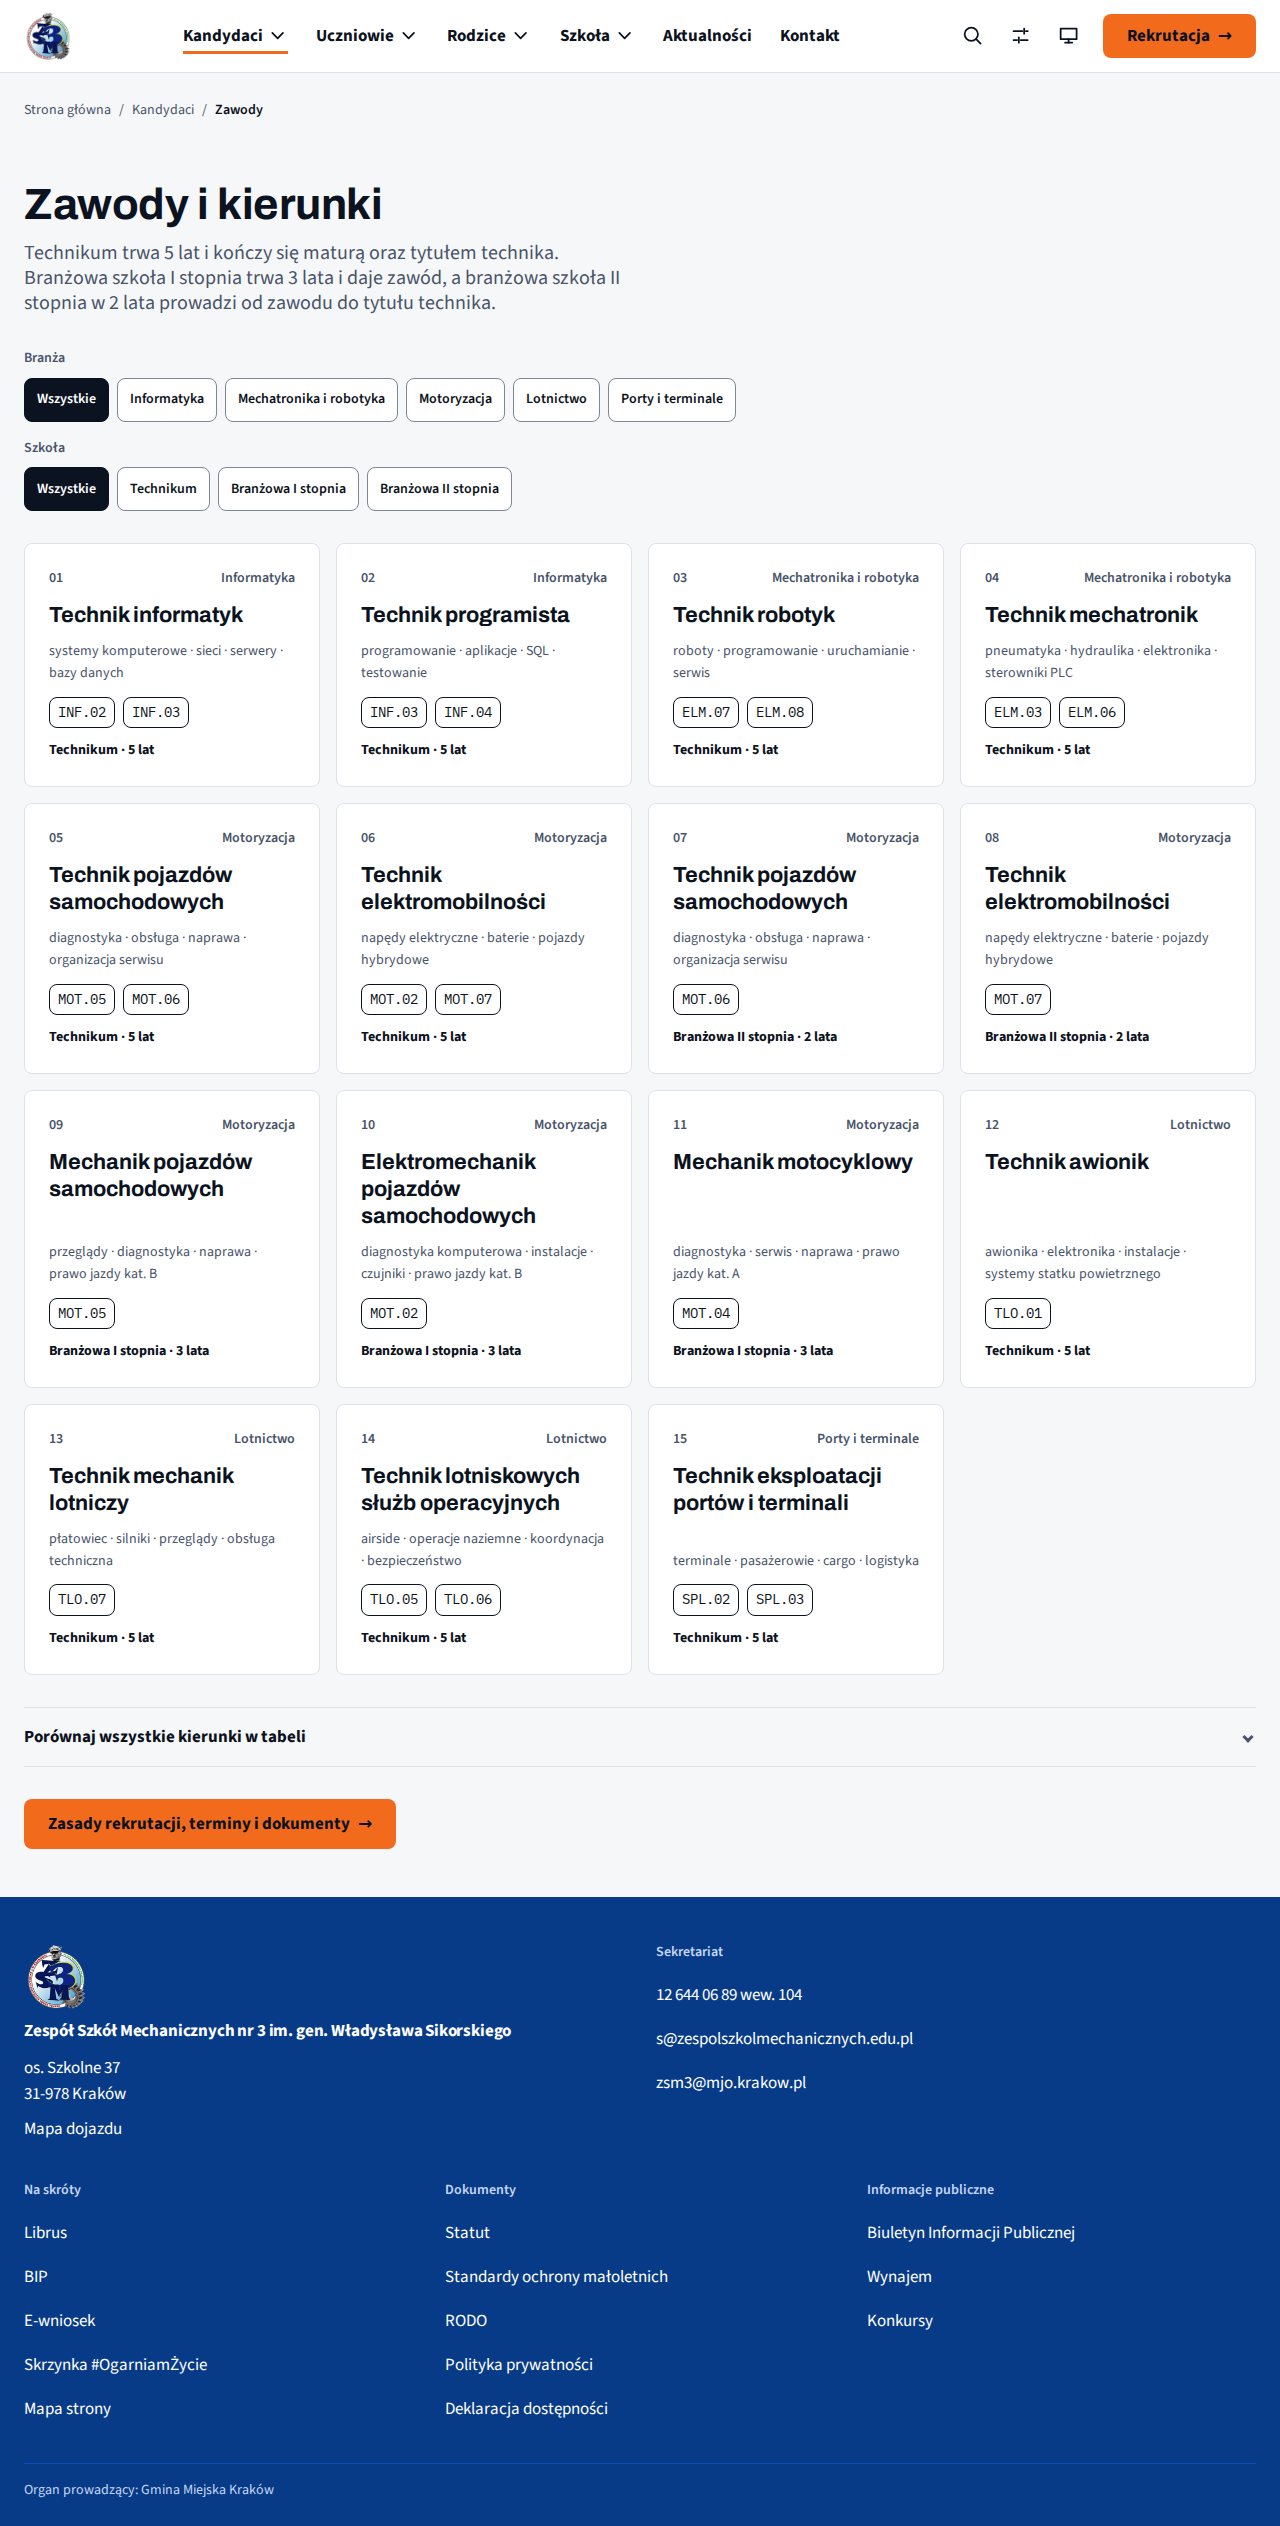 Kandydaci Uczniowie Rodzice Szkoła Aktualności Kontakt Rekrutacja →
Strona główna / Kandydaci / Zawody
Zawody i kierunki
Technikum trwa 5 lat i kończy się maturą oraz tytułem technika.
Branżowa szkoła I stopnia trwa 3 lata i daje zawód, a branżowa szkoła II
stopnia w 2 lata prowadzi od zawodu do tytułu technika.
Branża
Wszystkie Informatyka Mechatronika i robotyka Motoryzacja Lotnictwo Porty i terminale
Szkoła
Wszystkie Technikum Branżowa I stopnia Branżowa II stopnia
01 Informatyka
Technik informatyk
systemy komputerowe · sieci · serwery ·
bazy danych
INF.02 INF.03
Technikum · 5 lat
02 Informatyka
Technik programista
programowanie · aplikacje · SQL ·
testowanie
INF.03 INF.04
Technikum · 5 lat
03 Mechatronika i robotyka
Technik robotyk
roboty · programowanie · uruchamianie ·
serwis
ELM.07 ELM.08
Technikum · 5 lat
04 Mechatronika i robotyka
Technik mechatronik
pneumatyka · hydraulika · elektronika ·
sterowniki PLC
ELM.03 ELM.06
Technikum · 5 lat
05 Motoryzacja
Technik pojazdów
samochodowych
diagnostyka · obsługa · naprawa ·
organizacja serwisu
MOT.05 MOT.06
Technikum · 5 lat
06 Motoryzacja
Technik
elektromobilności
napędy elektryczne · baterie · pojazdy
hybrydowe
MOT.02 MOT.07
Technikum · 5 lat
07 Motoryzacja
Technik pojazdów
samochodowych
diagnostyka · obsługa · naprawa ·
organizacja serwisu
MOT.06
Branżowa II stopnia · 2 lata
08 Motoryzacja
Technik
elektromobilności
napędy elektryczne · baterie · pojazdy
hybrydowe
MOT.07
Branżowa II stopnia · 2 lata
09 Motoryzacja
Mechanik pojazdów
samochodowych
przeglądy · diagnostyka · naprawa ·
prawo jazdy kat. B
MOT.05
Branżowa I stopnia · 3 lata
10 Motoryzacja
Elektromechanik
pojazdów
samochodowych
diagnostyka komputerowa · instalacje ·
czujniki · prawo jazdy kat. B
MOT.02
Branżowa I stopnia · 3 lata
11 Motoryzacja
Mechanik motocyklowy
diagnostyka · serwis · naprawa · prawo
jazdy kat. A
MOT.04
Branżowa I stopnia · 3 lata
12 Lotnictwo
Technik awionik
awionika · elektronika · instalacje ·
systemy statku powietrznego
TLO.01
Technikum · 5 lat
13 Lotnictwo
Technik mechanik
lotniczy
płatowiec · silniki · przeglądy · obsługa
techniczna
TLO.07
Technikum · 5 lat
14 Lotnictwo
Technik lotniskowych
służb operacyjnych
airside · operacje naziemne · koordynacja
· bezpieczeństwo
TLO.05 TLO.06
Technikum · 5 lat
15 Porty i terminale
Technik eksploatacji
portów i terminali
terminale · pasażerowie · cargo · logistyka
SPL.02 SPL.03
Technikum · 5 lat
Porównaj wszystkie kierunki w tabeli
Zasady rekrutacji, terminy i dokumenty →
Zespół Szkół Mechanicznych nr 3 im. gen. Władysława Sikorskiego
os. Szkolne 37
31-978 Kraków
Mapa dojazdu
Sekretariat
12 644 06 89 wew. 104
s@zespolszkolmechanicznych.edu.pl
zsm3@mjo.krakow.pl
Na skróty
Librus
BIP
E-wniosek
Skrzynka #OgarniamŻycie
Mapa strony
Dokumenty
Statut
Standardy ochrony małoletnich
RODO
Polityka prywatności
Deklaracja dostępności
Informacje publiczne
Biuletyn Informacji Publicznej
Wynajem
Konkursy
Organ prowadzący: Gmina Miejska Kraków